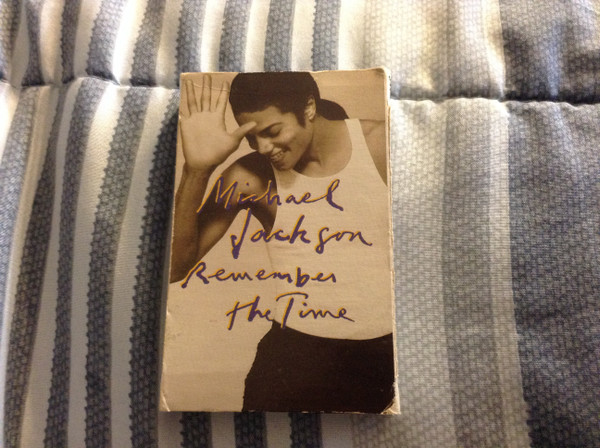 Michael
Jackson
Remember
the Time